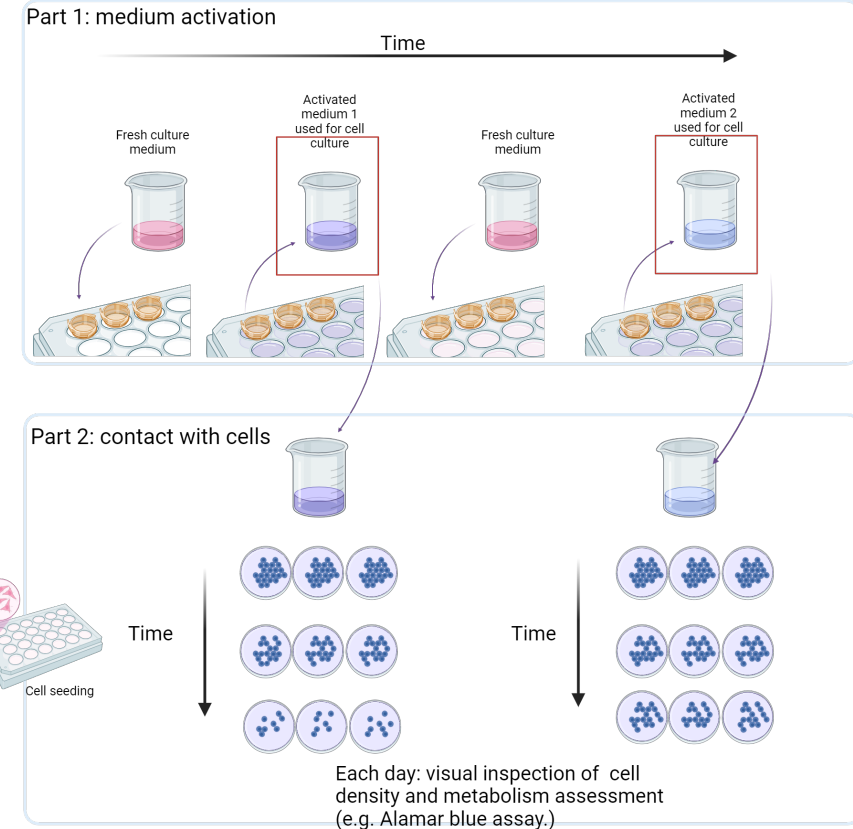 Part 1: medium activation
Time
Fresh culture
medium
Activated
medium 1
used for cell
culture
Fresh culture
medium
Activated
medium 2
used for cell
culture
Part 2: contact with cells
Time
Time
Cell seeding
Each day: visual inspection of  cell
density and metabolism assessment
(e.g. Alamar blue assay.)